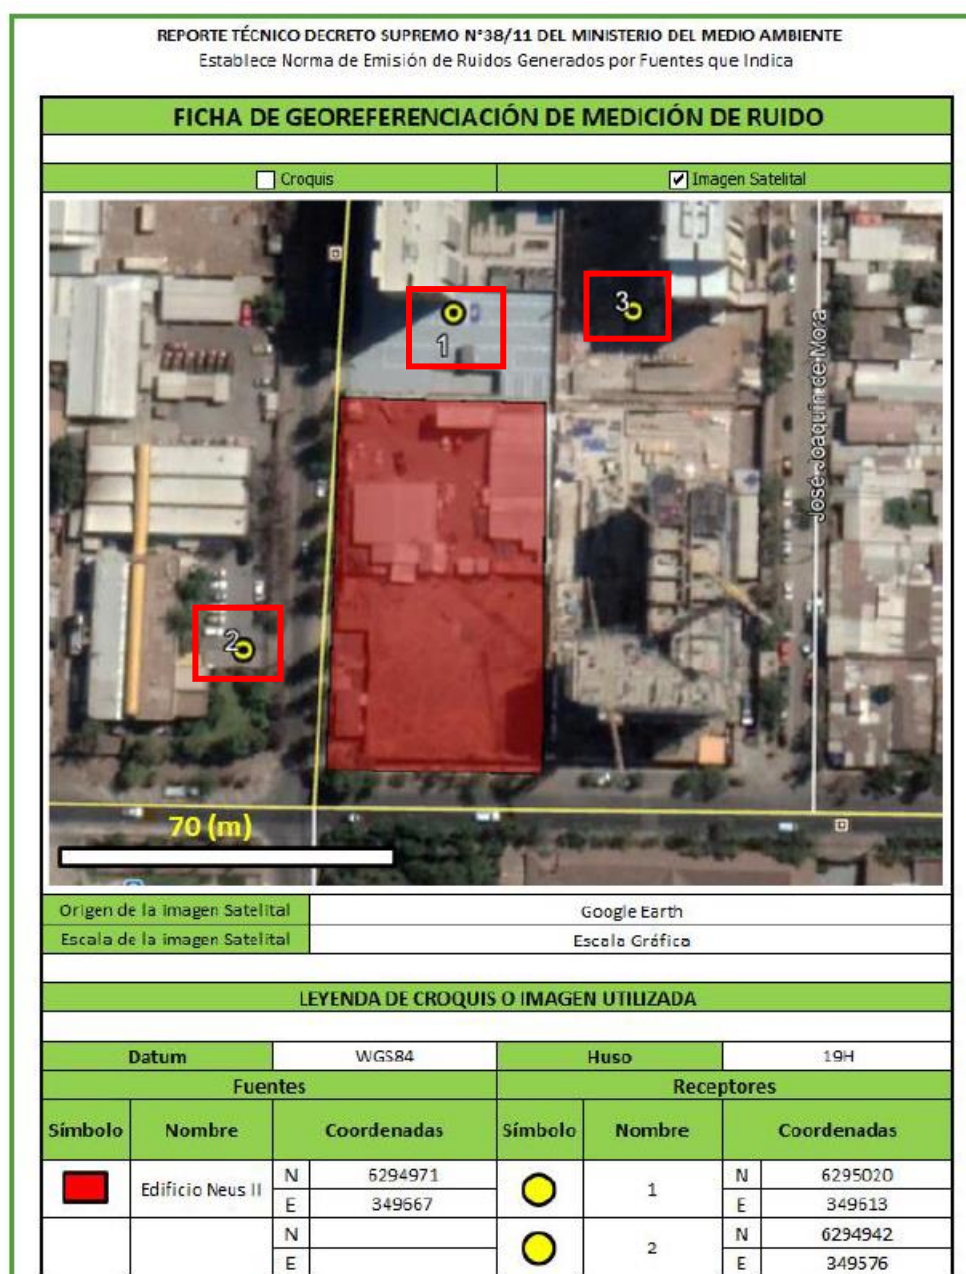 REPORTE TÉCNICO DECRETO SUPREMO N°38/11 DEL MINISTERIO DEL MEDIO AMBIENTE
Establece Norma de Emisión de Ruidos Generados por Fuentes que Indica
FICHA DE GEOREFERENCIACIÓN DE MEDICIÓN DE RUIDO
Croquis Imagen Satelital
1
3
José Joaquín de Mora
2
70 (m)
Origen de la imagen Satelital Google Earth
Escala de la imagen Satelital Escala Gráfica
LEYENDA DE CROQUIS O IMAGEN UTILIZADA
Datum WGS84 Huso 19H
Fuentes Receptores
Símbolo Nombre Coordenadas Símbolo Nombre Coordenadas
Edificio Neus II N 6294971 1 N 6295020
E 349667 E 349613
N 2 N 6294942
E E 349576